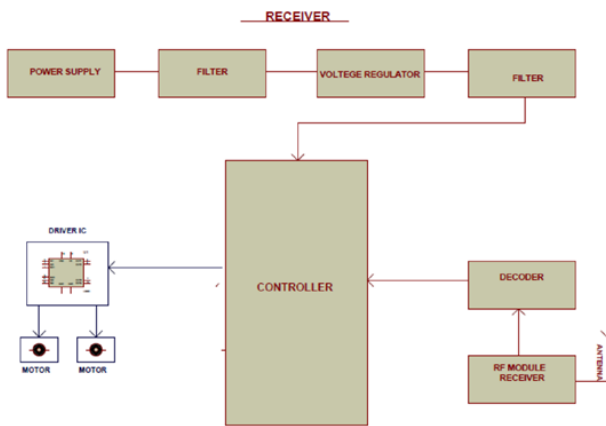 RECEIVER
POWER SUPPLY
FILTER
VOLTEGE REGULATOR
FILTER
DRIVER IC
CONTROLLER
DECODER
RF MODULE
RECEIVER
ANTENNA
MOTOR
MOTOR